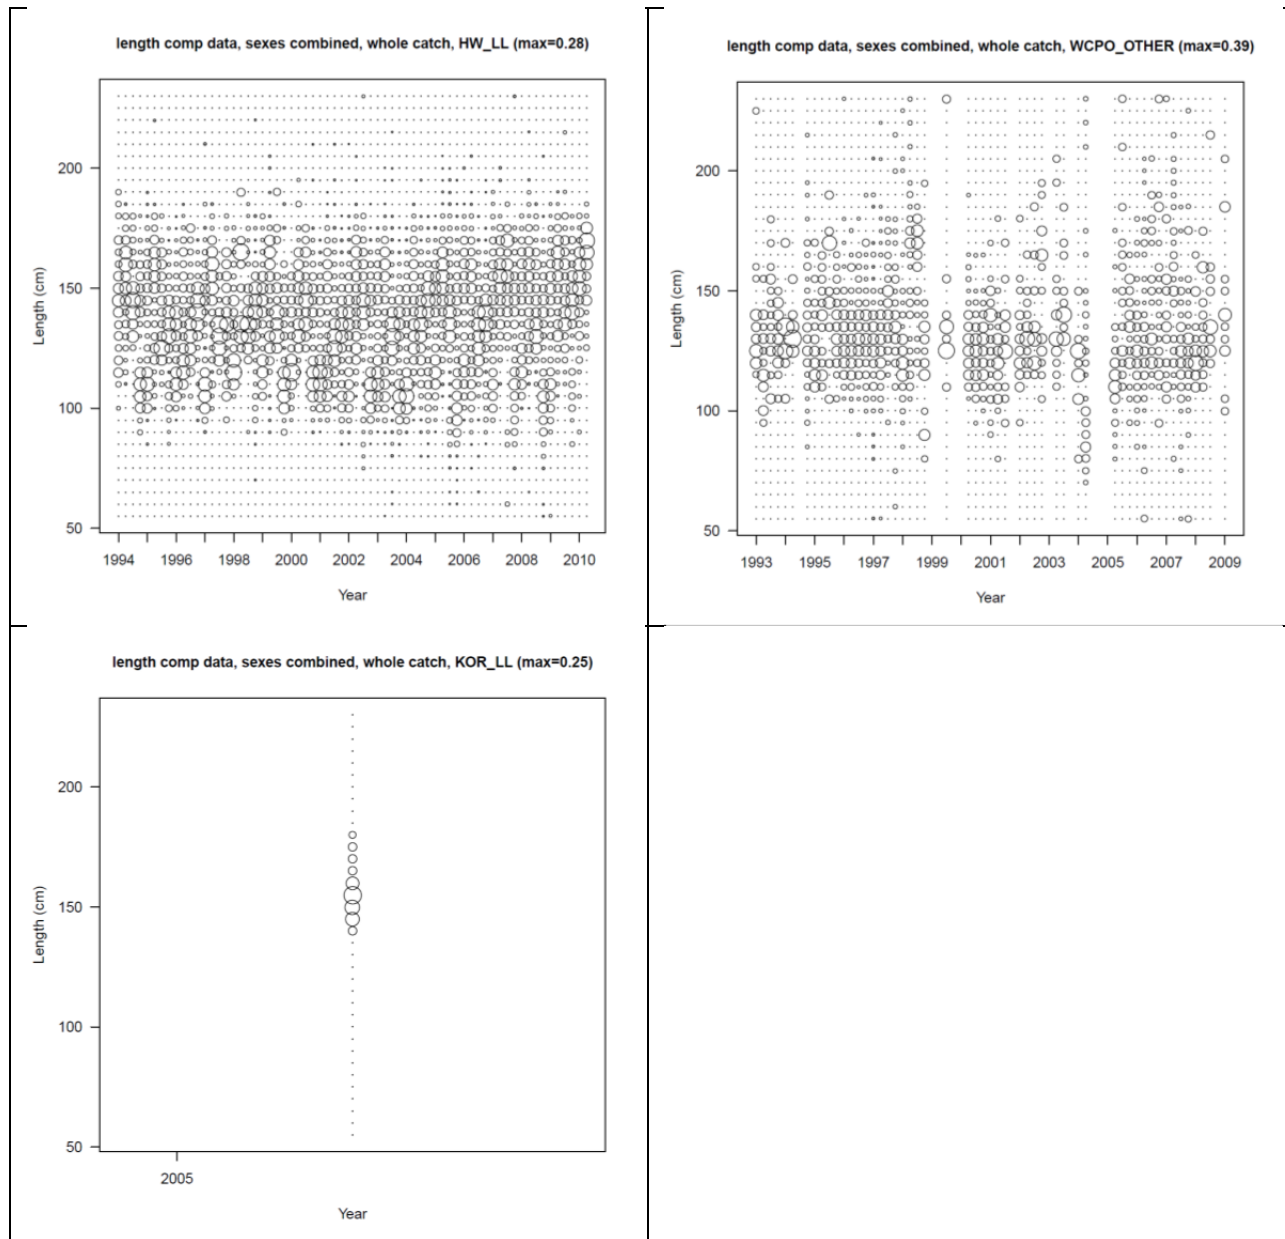 length comp data, sexes combined, whole catch, HW_LL (max=0.28)
200
150
100
50
Length (cm)
1994 1996 1998 2000 2002 2004 2006 2008 2010
Year
length comp data, sexes combined, whole catch, WCPO_OTHER (max=0.39)
200
150
100
50
Length (cm)
1993 1995 1997 1999 2001 2003 2005 2007 2009
Year
length comp data, sexes combined, whole catch, KOR_LL (max=0.25)
200
150
100
50
Length (cm)
2005
Year